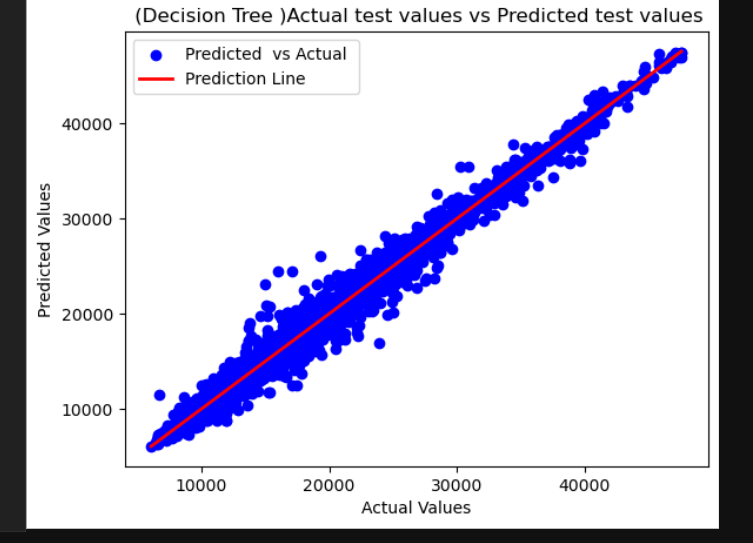 (Decision Tree )Actual test values vs Predicted test values
Predicted  vs Actual
Prediction Line
Predicted Values
40000
30000
20000
10000
10000 20000 30000 40000
Actual Values